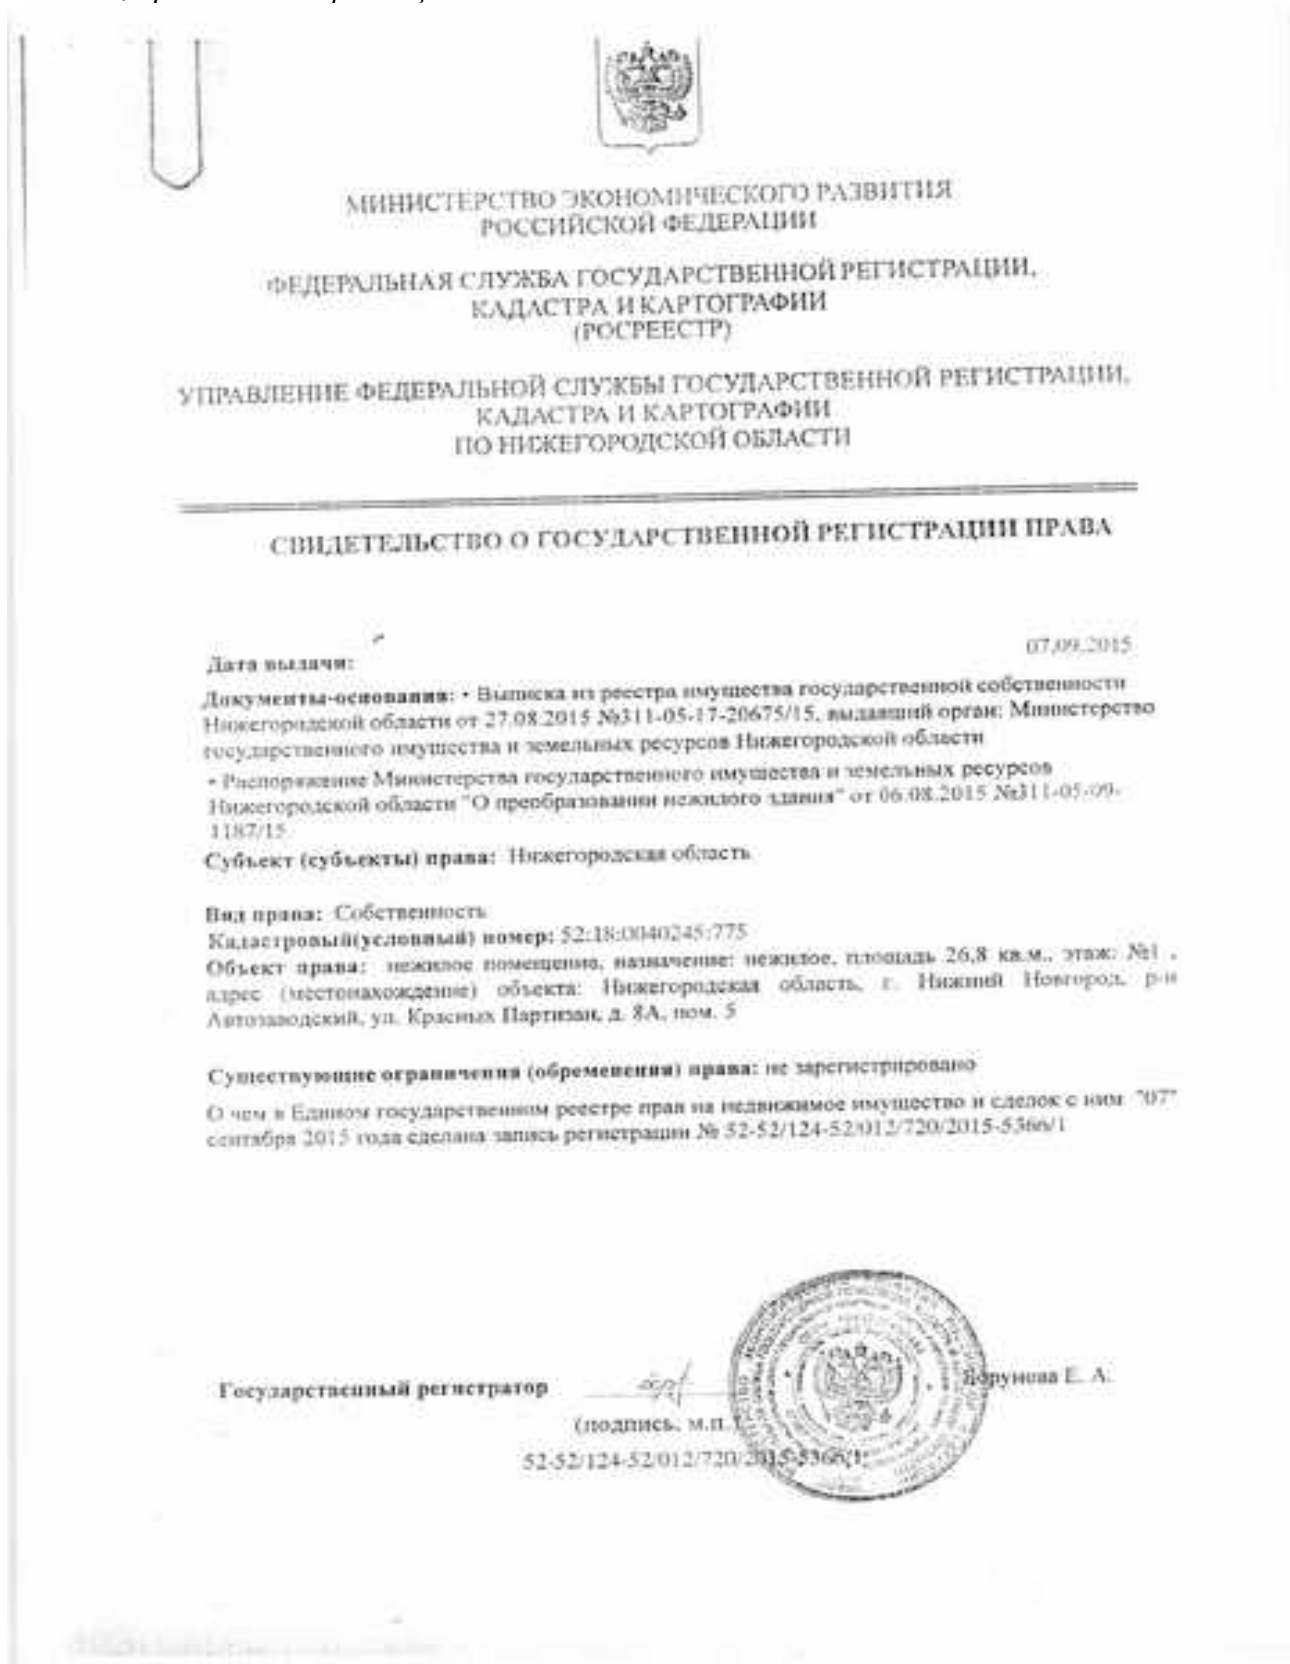 МИНИСТЕРСТВО ЭКОНОМИЧЕСКОГО РАЗВИТИЯ
РОССИЙСКОЙ ФЕДЕРАЦИИ
ФЕДЕРАЛЬНАЯ СЛУЖБА ГОСУДАРСТВЕННОЙ РЕГИСТРАЦИИ,
КАДАСТРА И КАРТОГРАФИИ
(РОСРЕЕСТР)
УПРАВЛЕНИЕ ФЕДЕРАЛЬНОЙ СЛУЖБЫ ГОСУДАРСТВЕННОЙ РЕГИСТРАЦИИ,
КАДАСТРА И КАРТОГРАФИИ
ПО НИЖЕГОРОДСКОЙ ОБЛАСТИ
СВИДЕТЕЛЬСТВО О ГОСУДАРСТВЕННОЙ РЕГИСТРАЦИИ ПРАВА
Дата выдачи: 07.09.2015
Документы-основания: • Выписка из реестра имущества государственной собственности
Нижегородской области от 27.08.2015 №311-05-17-20675/15, выдавший орган: Министерство
государственного имущества и земельных ресурсов Нижегородской области
• Распоряжение Министерства государственного имущества и земельных ресурсов
Нижегородской области "О преобразовании нежилого здания" от 06.08.2015 №311-05-09-
1187/15
Субъект (субъекты) права: Нижегородская область
Вид права: Собственность
Кадастровый(условный) номер: 52:18:0040245:775
Объект права: нежилое помещение, назначение: нежилое, площадь 26,8 кв.м., этаж: №1 ,
адрес (местонахождение) объекта: Нижегородская область, г. Нижний Новгород, р-н
Автозаводский, ул. Красных Партизан, д. 8А, пом. 5
Существующие ограничения (обременения) права: не зарегистрировано
О чем в Едином государственном реестре прав на недвижимое имущество и сделок с ним "07"
сентября 2015 года сделана запись регистрации № 52-52/124-52/012/720/2015-5366/1
Государственный регистратор Борунова Е. А.
(подпись, м.п.)
52-52/124-52/012/720/2015-5366/1